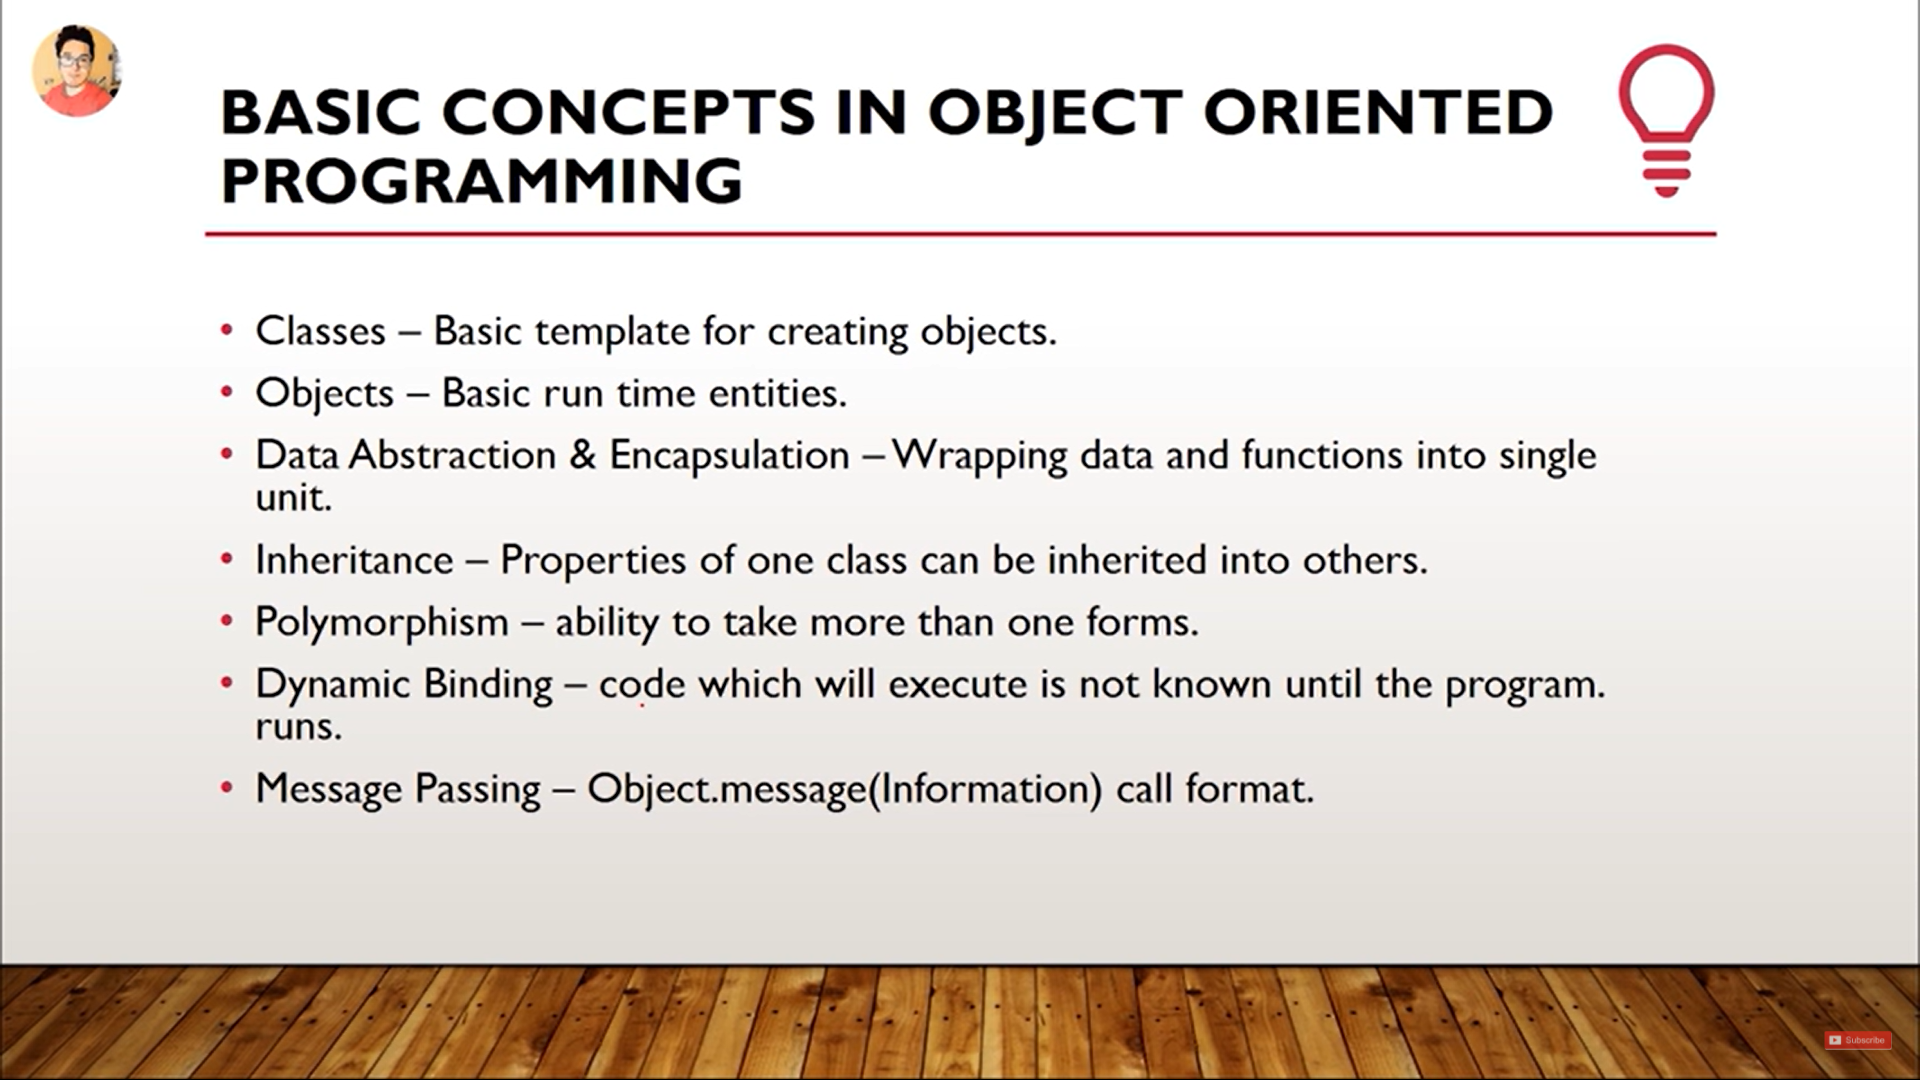 BASIC CONCEPTS IN OBJECT ORIENTED
PROGRAMMING
• Classes – Basic template for creating objects.
• Objects – Basic run time entities.
• Data Abstraction & Encapsulation – Wrapping data and functions into single
unit.
• Inheritance – Properties of one class can be inherited into others.
• Polymorphism – ability to take more than one forms.
• Dynamic Binding – code which will execute is not known until the program.
runs.
• Message Passing – Object.message(Information) call format.
Subscribe